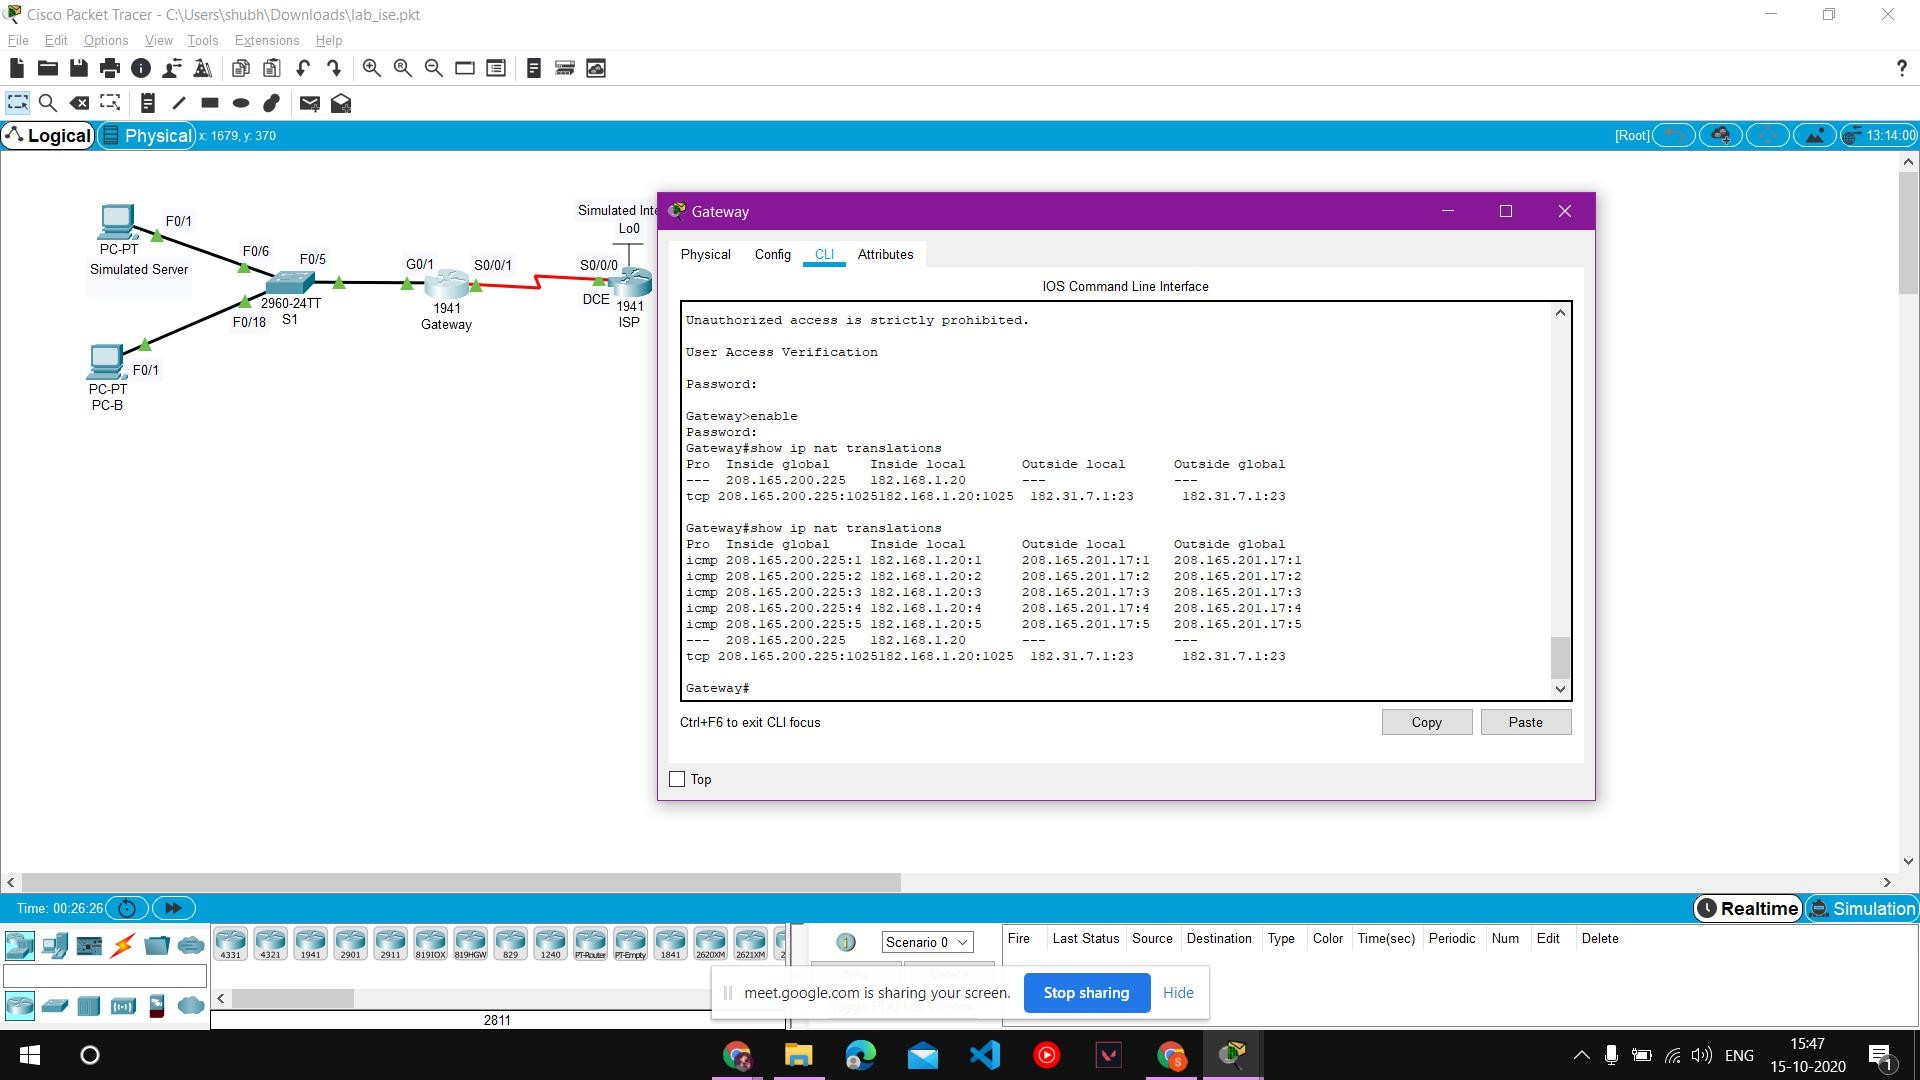 Cisco Packet Tracer - C:\Users\shubh\Downloads\lab_ise.pkt
File Edit Options View Tools Extensions Help
?
Logical Physical x: 1679, y: 370
[Root] 13:14:00
F0/1
PC-PT
Simulated Server
F0/6
F0/5
2960-24TT
S1
F0/18
F0/1
PC-PT
PC-B
G0/1
S0/0/1
1941
Gateway
Simulated Inte
Lo0
S0/0/0
DCE
1941
ISP
Gateway
Physical Config CLI Attributes
IOS Command Line Interface
Unauthorized access is strictly prohibited.
User Access Verification
Password:
Gateway>enable
Password:
Gateway#show ip nat translations
Pro  Inside global     Inside local       Outside local      Outside global
---  208.165.200.225   182.168.1.20       ---                ---
tcp 208.165.200.225:1025182.168.1.20:1025  182.31.7.1:23      182.31.7.1:23
Gateway#show ip nat translations
Pro  Inside global     Inside local       Outside local      Outside global
icmp 208.165.200.225:1 182.168.1.20:1     208.165.201.17:1   208.165.201.17:1
icmp 208.165.200.225:2 182.168.1.20:2     208.165.201.17:2   208.165.201.17:2
icmp 208.165.200.225:3 182.168.1.20:3     208.165.201.17:3   208.165.201.17:3
icmp 208.165.200.225:4 182.168.1.20:4     208.165.201.17:4   208.165.201.17:4
icmp 208.165.200.225:5 182.168.1.20:5     208.165.201.17:5   208.165.201.17:5
---  208.165.200.225   182.168.1.20       ---                ---
tcp 208.165.200.225:1025182.168.1.20:1025  182.31.7.1:23      182.31.7.1:23
Gateway#
Ctrl+F6 to exit CLI focus
Copy Paste
Top
Time: 00:26:26
Realtime Simulation
4331 4321 1941 2901 2911 819IOX 819HGW 829 1240 PT-Router PT-Empty 1841 2620XM 2621XM 2
2811
1
Scenario 0
New Delete
Fire Last Status Source Destination Type Color Time(sec) Periodic Num Edit Delete
meet.google.com is sharing your screen. Stop sharing Hide
ENG
15:47
15-10-2020
1